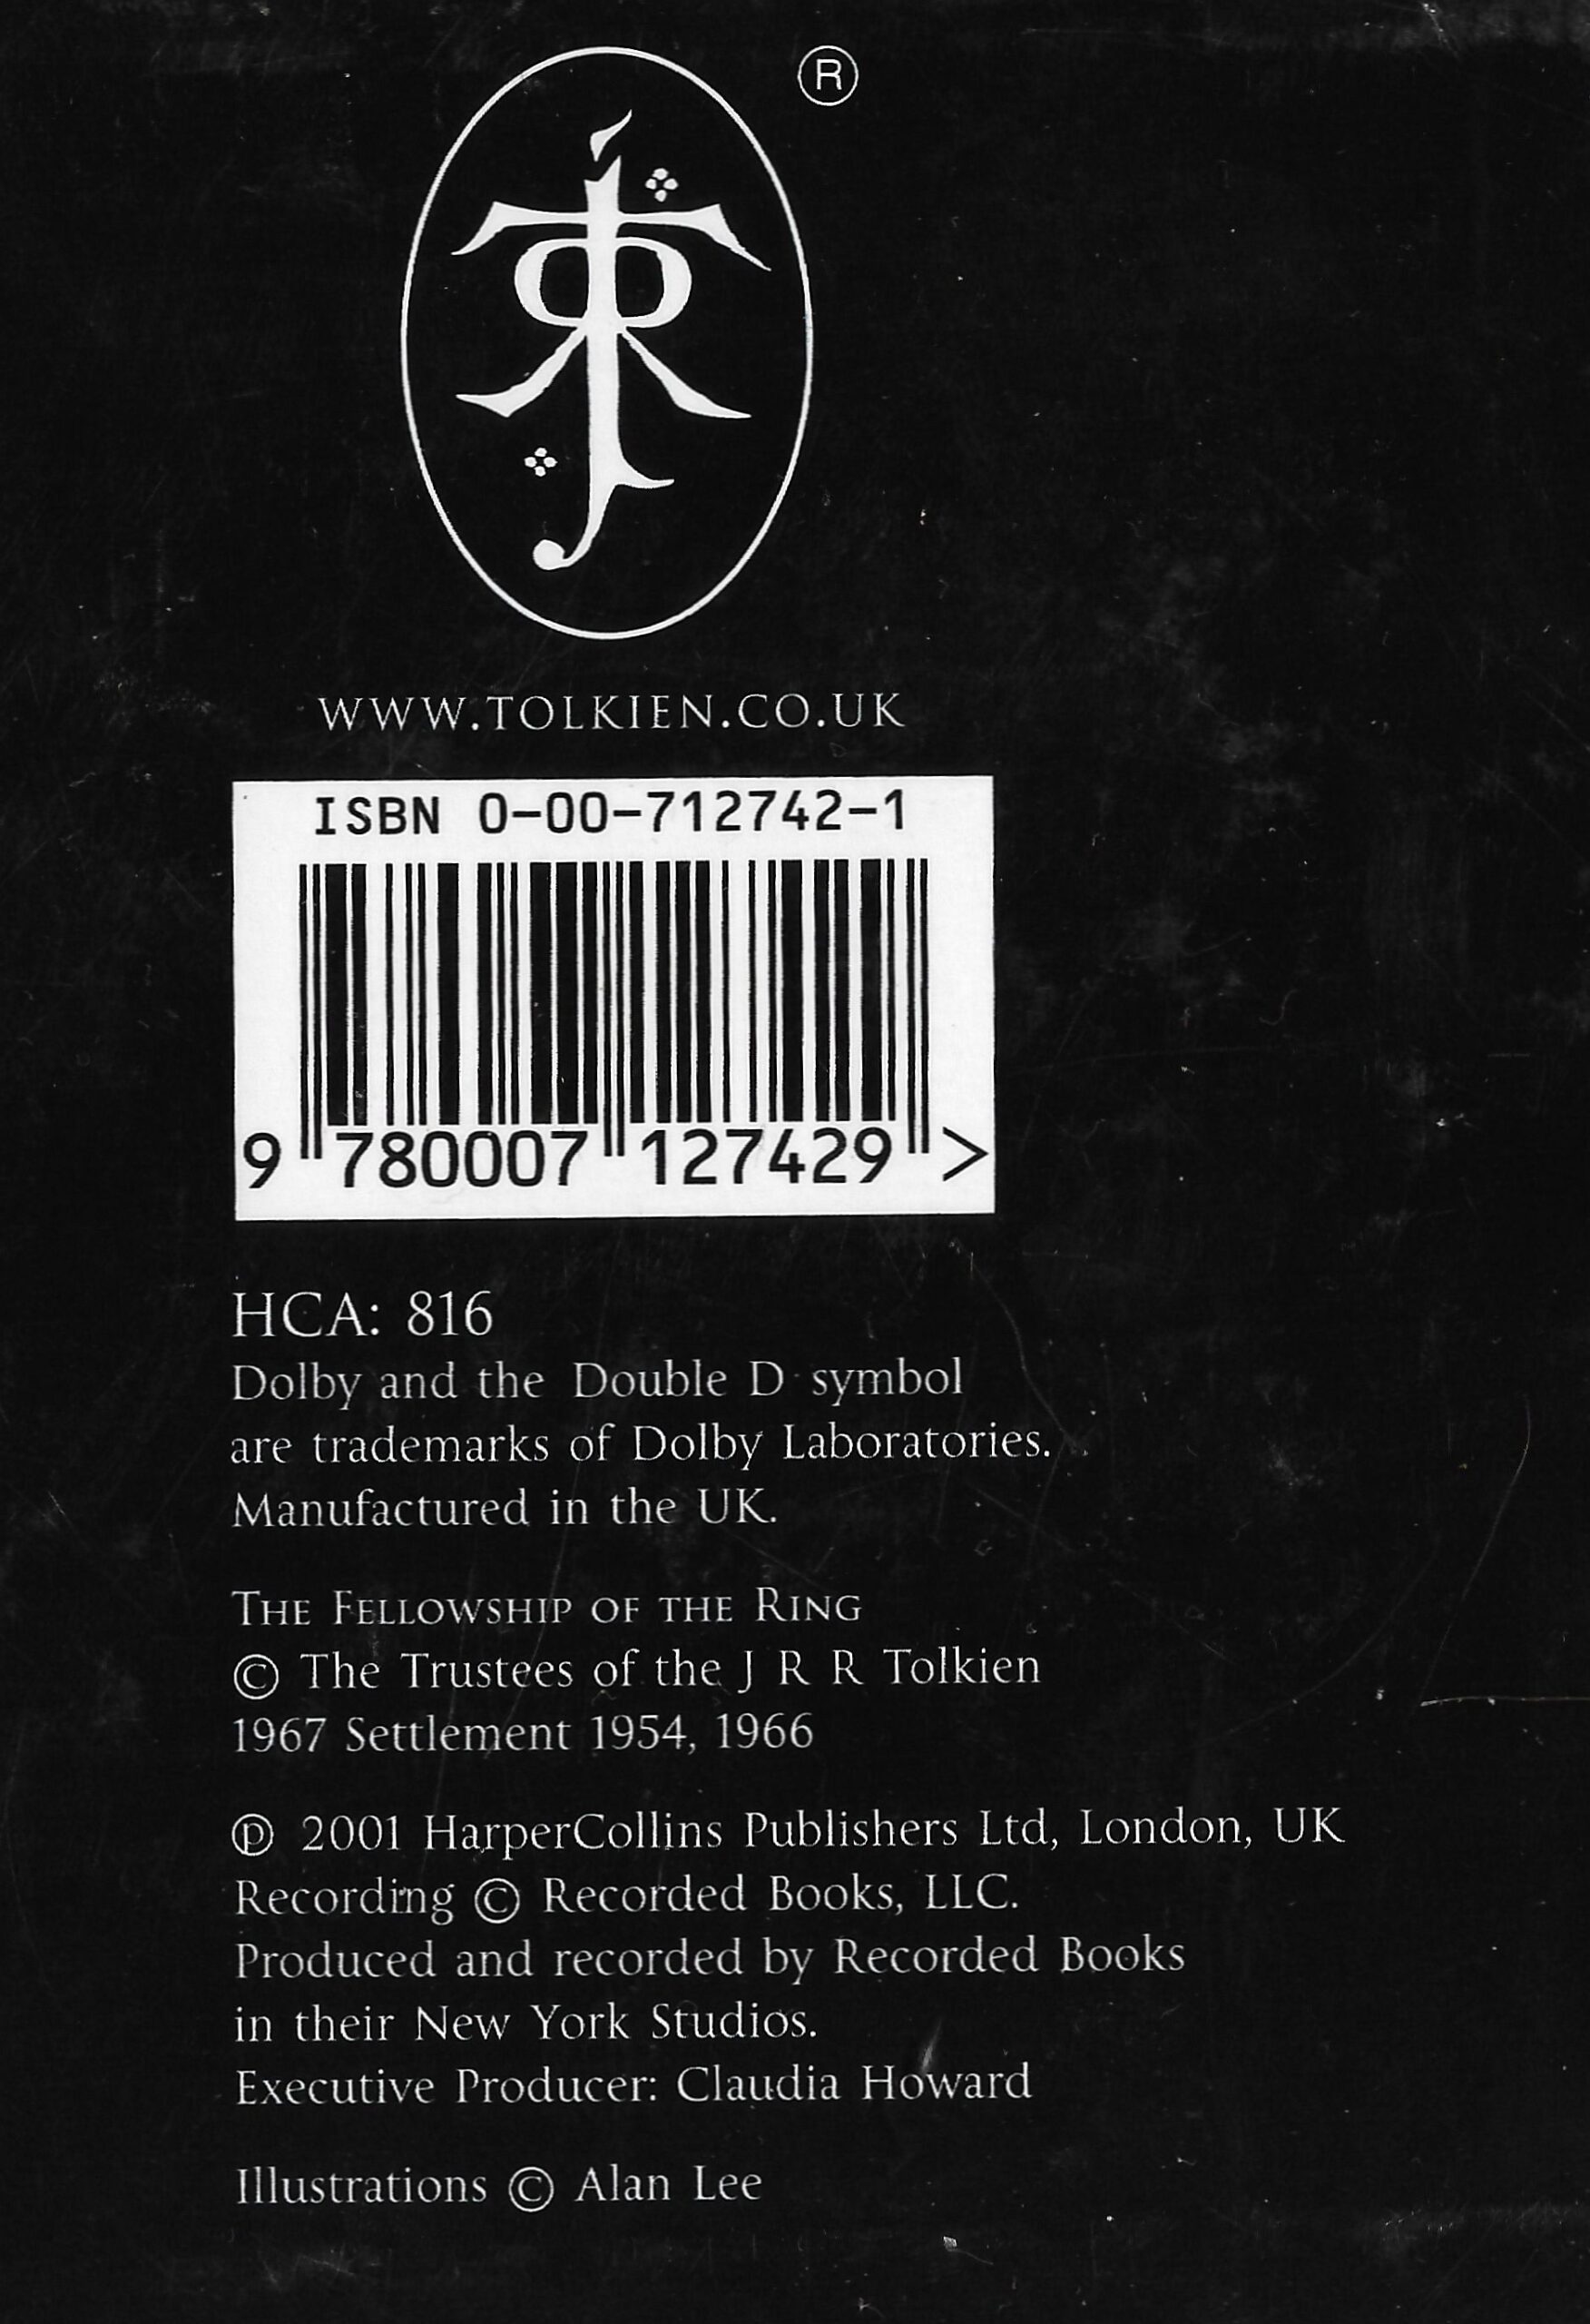 ®
WWW.TOLKIEN.CO.UK
ISBN 0-00-712742-1
9 780007 127429 >
HCA: 816
Dolby and the Double D symbol
are trademarks of Dolby Laboratories.
Manufactured in the UK.
THE FELLOWSHIP OF THE RING
© The Trustees of the J R R Tolkien
1967 Settlement 1954, 1966
℗ 2001 HarperCollins Publishers Ltd, London, UK
Recording © Recorded Books, LLC.
Produced and recorded by Recorded Books
in their New York Studios.
Executive Producer: Claudia Howard
Illustrations © Alan Lee